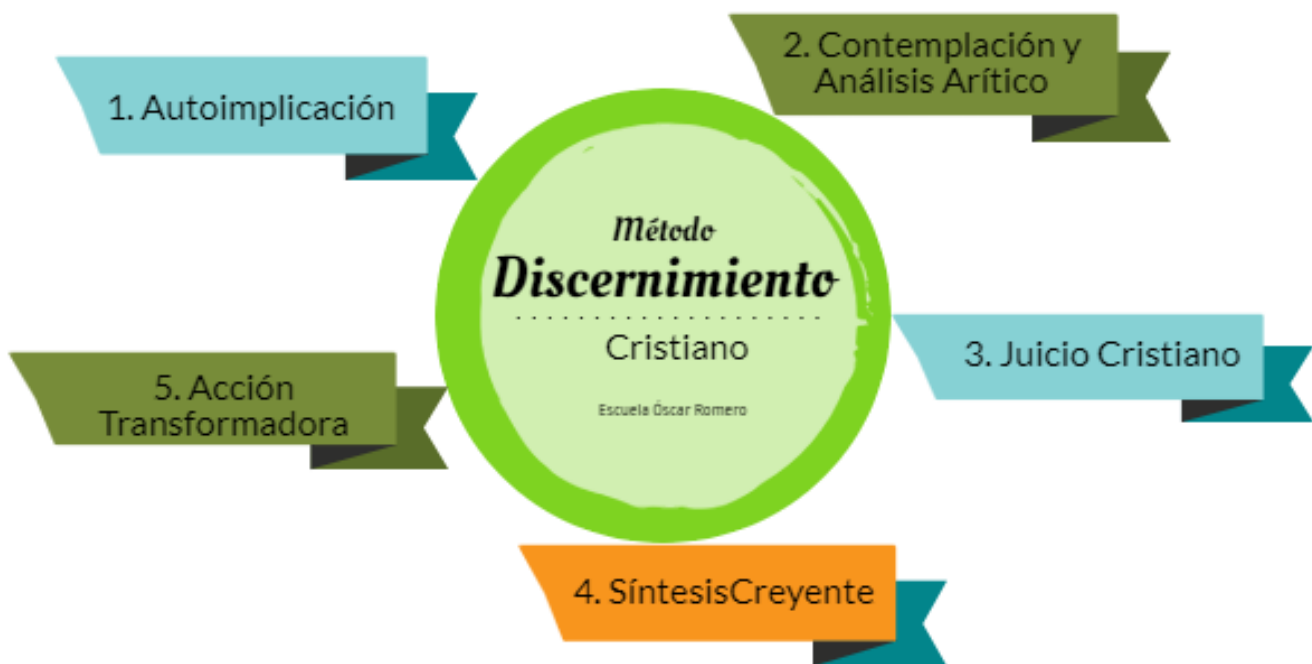 1. Autoimplicación
2. Contemplación y
Análisis Arítico
Método
Discernimiento
Cristiano
Escuela Óscar Romero
3. Juicio Cristiano
4. SíntesisCreyente
5. Acción
Transformadora